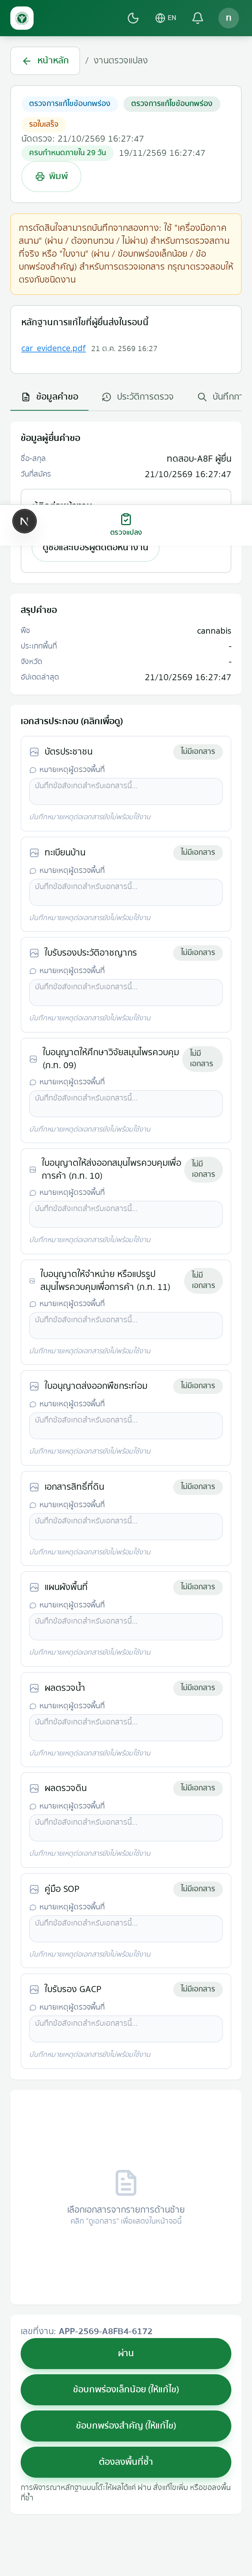 EN
ก
หน้าหลัก / งานตรวจแปลง
ตรวจการแก้ไขข้อบกพร่อง
ตรวจการแก้ไขข้อบกพร่อง
รอใบเสร็จ
นัดตรวจ: 21/10/2569 16:27:47
ครบกำหนดภายใน 29 วัน 19/11/2569 16:27:47
พิมพ์
การตัดสินใจสามารถบันทึกจากสองทาง: ใช้ "เครื่องมือภาค
สนาม" (ผ่าน / ต้องทบทวน / ไม่ผ่าน) สำหรับการตรวจสถาน
ที่จริง หรือ "ใบงาน" (ผ่าน / ข้อบกพร่องเล็กน้อย / ข้อ
บกพร่องสำคัญ) สำหรับการตรวจเอกสาร กรุณาตรวจสอบให้
ตรงกับชนิดงาน
หลักฐานการแก้ไขที่ผู้ยื่นส่งในรอบนี้
car_evidence.pdf 21 ต.ค. 2569 16:27
ข้อมูลคำขอ
ประวัติการตรวจ
ข้อมูลผู้ยื่นคำขอ
ชื่อ-สกุล ทดสอบ-A8F ผู้ยื่น
วันที่สมัคร 21/10/2569 16:27:47
N
ตรวจแปลง
ดูชื่อและเบอร์ผู้ติดต่อหน้างาน
สรุปคำขอ
พืช cannabis
ประเภทพื้นที่ -
จังหวัด -
อัปเดตล่าสุด 21/10/2569 16:27:47
เอกสารประกอบ (คลิกเพื่อดู)
บัตรประชาชน ไม่มีเอกสาร
หมายเหตุผู้ตรวจพื้นที่
บันทึกข้อสังเกตสำหรับเอกสารนี้...
บันทึกหมายเหตุต่อเอกสารยังไม่พร้อมใช้งาน
ทะเบียนบ้าน ไม่มีเอกสาร
หมายเหตุผู้ตรวจพื้นที่
บันทึกข้อสังเกตสำหรับเอกสารนี้...
บันทึกหมายเหตุต่อเอกสารยังไม่พร้อมใช้งาน
ใบรับรองประวัติอาชญากร ไม่มีเอกสาร
หมายเหตุผู้ตรวจพื้นที่
บันทึกข้อสังเกตสำหรับเอกสารนี้...
บันทึกหมายเหตุต่อเอกสารยังไม่พร้อมใช้งาน
ใบอนุญาตให้ศึกษาวิจัยสมุนไพรควบคุม ไม่มี
(ภ.ท. 09) เอกสาร
หมายเหตุผู้ตรวจพื้นที่
บันทึกข้อสังเกตสำหรับเอกสารนี้...
บันทึกหมายเหตุต่อเอกสารยังไม่พร้อมใช้งาน
ใบอนุญาตให้ส่งออกสมุนไพรควบคุมเพื่อ ไม่มี
การค้า (ภ.ท. 10) เอกสาร
หมายเหตุผู้ตรวจพื้นที่
บันทึกข้อสังเกตสำหรับเอกสารนี้...
บันทึกหมายเหตุต่อเอกสารยังไม่พร้อมใช้งาน
ใบอนุญาตให้จำหน่าย หรือแปรรูป ไม่มี
สมุนไพรควบคุมเพื่อการค้า (ภ.ท. 11) เอกสาร
หมายเหตุผู้ตรวจพื้นที่
บันทึกข้อสังเกตสำหรับเอกสารนี้...
บันทึกหมายเหตุต่อเอกสารยังไม่พร้อมใช้งาน
ใบอนุญาตส่งออกพืชกระท่อม ไม่มีเอกสาร
หมายเหตุผู้ตรวจพื้นที่
บันทึกข้อสังเกตสำหรับเอกสารนี้...
บันทึกหมายเหตุต่อเอกสารยังไม่พร้อมใช้งาน
เอกสารสิทธิ์ที่ดิน ไม่มีเอกสาร
หมายเหตุผู้ตรวจพื้นที่
บันทึกข้อสังเกตสำหรับเอกสารนี้...
บันทึกหมายเหตุต่อเอกสารยังไม่พร้อมใช้งาน
แผนผังพื้นที่ ไม่มีเอกสาร
หมายเหตุผู้ตรวจพื้นที่
บันทึกข้อสังเกตสำหรับเอกสารนี้...
บันทึกหมายเหตุต่อเอกสารยังไม่พร้อมใช้งาน
ผลตรวจน้ำ ไม่มีเอกสาร
หมายเหตุผู้ตรวจพื้นที่
บันทึกข้อสังเกตสำหรับเอกสารนี้...
บันทึกหมายเหตุต่อเอกสารยังไม่พร้อมใช้งาน
ผลตรวจดิน ไม่มีเอกสาร
หมายเหตุผู้ตรวจพื้นที่
บันทึกข้อสังเกตสำหรับเอกสารนี้...
บันทึกหมายเหตุต่อเอกสารยังไม่พร้อมใช้งาน
คู่มือ SOP ไม่มีเอกสาร
หมายเหตุผู้ตรวจพื้นที่
บันทึกข้อสังเกตสำหรับเอกสารนี้...
บันทึกหมายเหตุต่อเอกสารยังไม่พร้อมใช้งาน
ใบรับรอง GACP ไม่มีเอกสาร
หมายเหตุผู้ตรวจพื้นที่
บันทึกข้อสังเกตสำหรับเอกสารนี้...
บันทึกหมายเหตุต่อเอกสารยังไม่พร้อมใช้งาน
เลือกเอกสารจากรายการด้านซ้าย
คลิก "ดูเอกสาร" เพื่อแสดงในหน้าจอนี้
เลขที่งาน: APP-2569-A8FB4-6172
ผ่าน
ข้อบกพร่องเล็กน้อย (ให้แก้ไข)
ข้อบกพร่องสำคัญ (ให้แก้ไข)
ต้องลงพื้นที่ซ้ำ
การพิจารณาหลักฐานบนโต๊ะให้ผลได้แค่ ผ่าน สั่งแก้ไขเพิ่ม หรือขอลงพื้น
ที่ซ้ำ